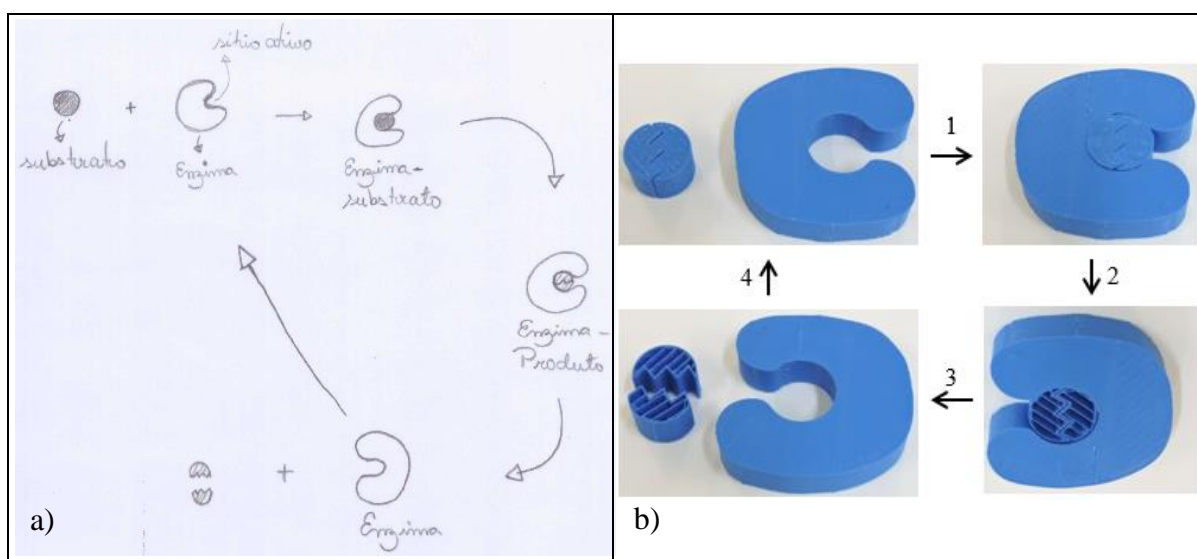 sítio ativo
+
substrato
Enzima
Enzima-
substrato
Enzima-
Produto
+
Enzima
a)
1
2
3
4
b)